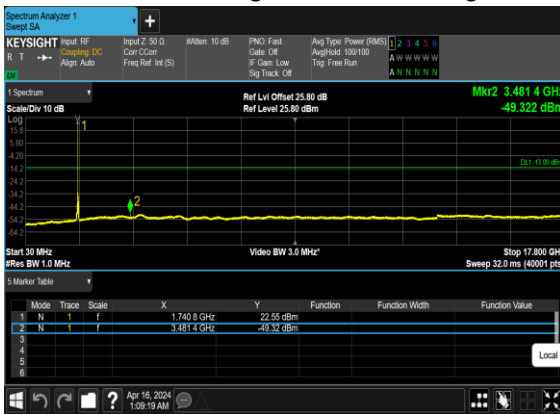 Spectrum Analyzer 1
Swept SA
+
KEYSIGHT Input: RF Input Z: 50 Ω #Atten: 10 dB PNO: Fast Avg Type: Power (RMS) 1 2 3 4 5 6
R T Coupling: DC Corr CCorr Gate: Off Avg|Hold: 100/100 A W W W W W
Align: Auto Freq Ref: Int (S) IF Gain: Low Trig: Free Run
Sig Track: Off A N N N N N
LV
1 Spectrum Ref Lvl Offset 25.80 dB Mkr2 3.481 4 GHz
Scale/Div 10 dB Ref Level 25.80 dBm -49.322 dBm
Log
15.8
5.80
-4.20
-14.2
-24.2
-34.2
-44.2
-54.2
-64.2
1
2
DL1 -13.00 dBm
Start 30 MHz Video BW 3.0 MHz* Stop 17.800 GHz
#Res BW 1.0 MHz Sweep 32.0 ms (40001 pts)
5 Marker Table
Mode Trace Scale X Y Function Function Width Function Value
1 N 1 f 1.740 8 GHz 22.55 dBm
2 N 1 f 3.481 4 GHz -49.32 dBm
3
4
5
6
Local
? Apr 16, 2024
1:09:19 AM